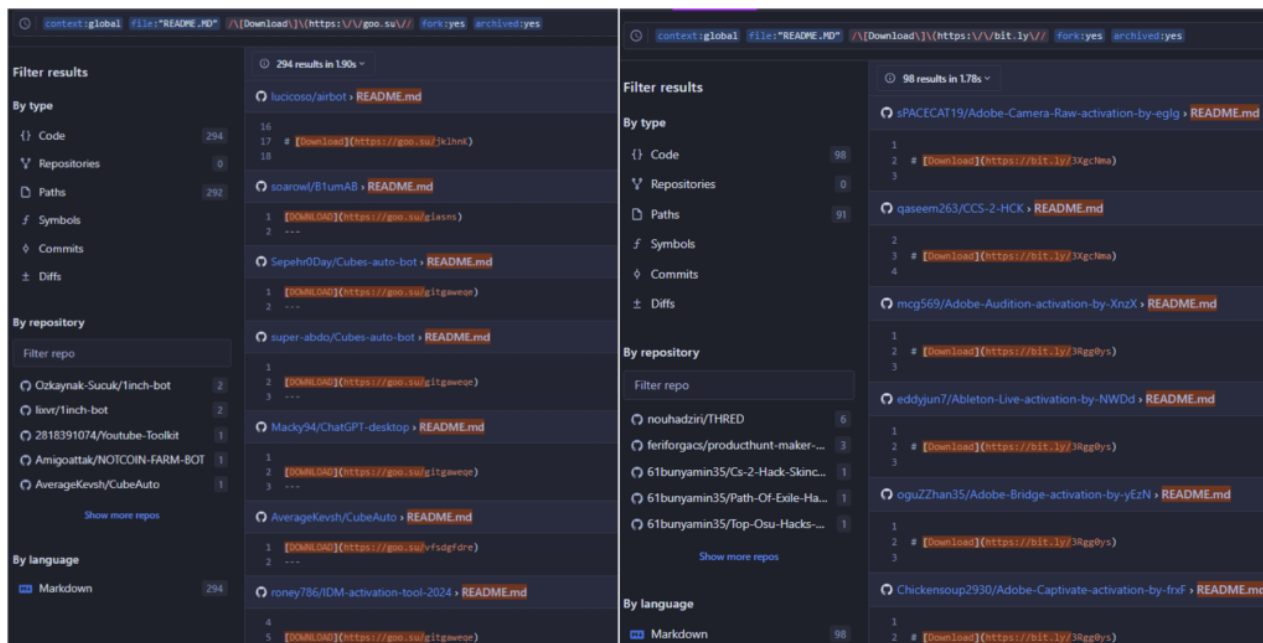 context:global file:"README.MD" /\[Download\]\(https:\/\/goo.su\// fork:yes archived:yes
Filter results
By type
{} Code 294
Repositories 0
Paths 292
Symbols
Commits
Diffs
By repository
Filter repo
Ozkaynak-Sucuk/1inch-bot 2
lixvr/1inch-bot 2
2818391074/Youtube-Toolkit 1
Amigoattak/NOTCOIN-FARM-BOT 1
AverageKevsh/CubeAuto 1
Show more repos
By language
Markdown 294
294 results in 1.90s
lucicoso/airbot › README.md
16
17 # [Download](https://goo.su/jklhnK)
18
soarowl/81umAB › README.md
1 [DOWNLOAD](https://goo.su/giasns)
2 ---
Sepehr0Day/Cubes-auto-bot › README.md
1 [DOWNLOAD](https://goo.su/gitgaweqe)
2 ---
super-abdo/Cubes-auto-bot › README.md
1
2 [DOWNLOAD](https://goo.su/gitgaweqe)
3 ---
Macky94/ChatGPT-desktop › README.md
1
2 [DOWNLOAD](https://goo.su/gitgaweqe)
3 ---
AverageKevsh/CubeAuto › README.md
1 [DOWNLOAD](https://goo.su/vfsdgfdre)
2 ---
roney786/IDM-activation-tool-2024 › README.md
4
5 [DOWNLOAD](https://goo.su/gitgaweqe)
context:global file:"README.MD" /\[Download\]\(https:\/\/bit.ly\// fork:yes archived:yes
Filter results
By type
{} Code 98
Repositories 0
Paths 91
Symbols
Commits
Diffs
By repository
Filter repo
nouhadziri/THRED 6
feriforgacs/producthunt-maker-... 3
61bunyamin35/Cs-2-Hack-Skinc... 1
61bunyamin35/Path-Of-Exile-Ha... 1
61bunyamin35/Top-Osu-Hacks-... 1
Show more repos
By language
Markdown 98
98 results in 1.78s
sPACECAT19/Adobe-Camera-Raw-activation-by-eglg › README.md
1
2 # [Download](https://bit.ly/3XgcNma)
3
qaseem263/CCS-2-HCK › README.md
2
3 # [Download](https://bit.ly/3XgcNma)
4
mcg569/Adobe-Audition-activation-by-XnzX › README.md
1
2 # [Download](https://bit.ly/3Rgg0ys)
3
eddyjun7/Ableton-Live-activation-by-NWDd › README.md
1
2 # [Download](https://bit.ly/3Rgg0ys)
3
oguZZhan35/Adobe-Bridge-activation-by-yEzN › README.md
1
2 # [Download](https://bit.ly/3Rgg0ys)
3
Chickensoup2930/Adobe-Captivate-activation-by-frxF › README.md
1
2 # [Download](https://bit.ly/3Rgg0ys)